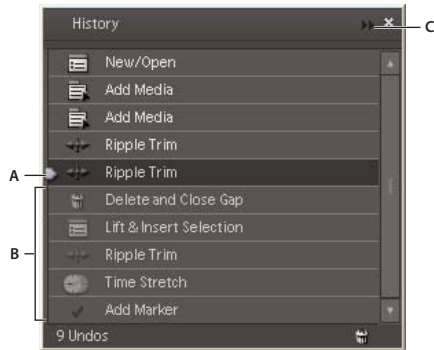 History
C
New/Open
Add Media
Add Media
Ripple Trim
A
Ripple Trim
B
Delete and Close Gap
Lift & Insert Selection
Ripple Trim
Time Stretch
Add Marker
9 Undos